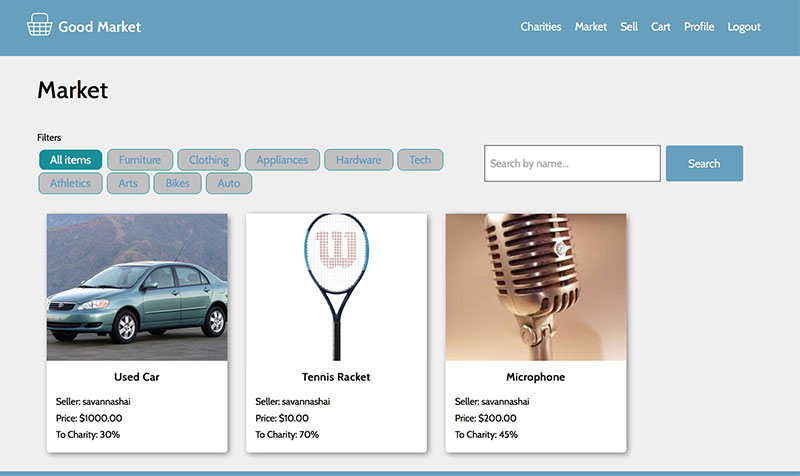 Good Market
Charities Market Sell Cart Profile Logout
Market
Filters
All items Furniture Clothing Appliances Hardware Tech
Athletics Arts Bikes Auto
Search by name...
Search
W
Used Car
Seller: savannashai
Price: $1000.00
To Charity: 30%
Tennis Racket
Seller: savannashai
Price: $10.00
To Charity: 70%
Microphone
Seller: savannashai
Price: $200.00
To Charity: 45%